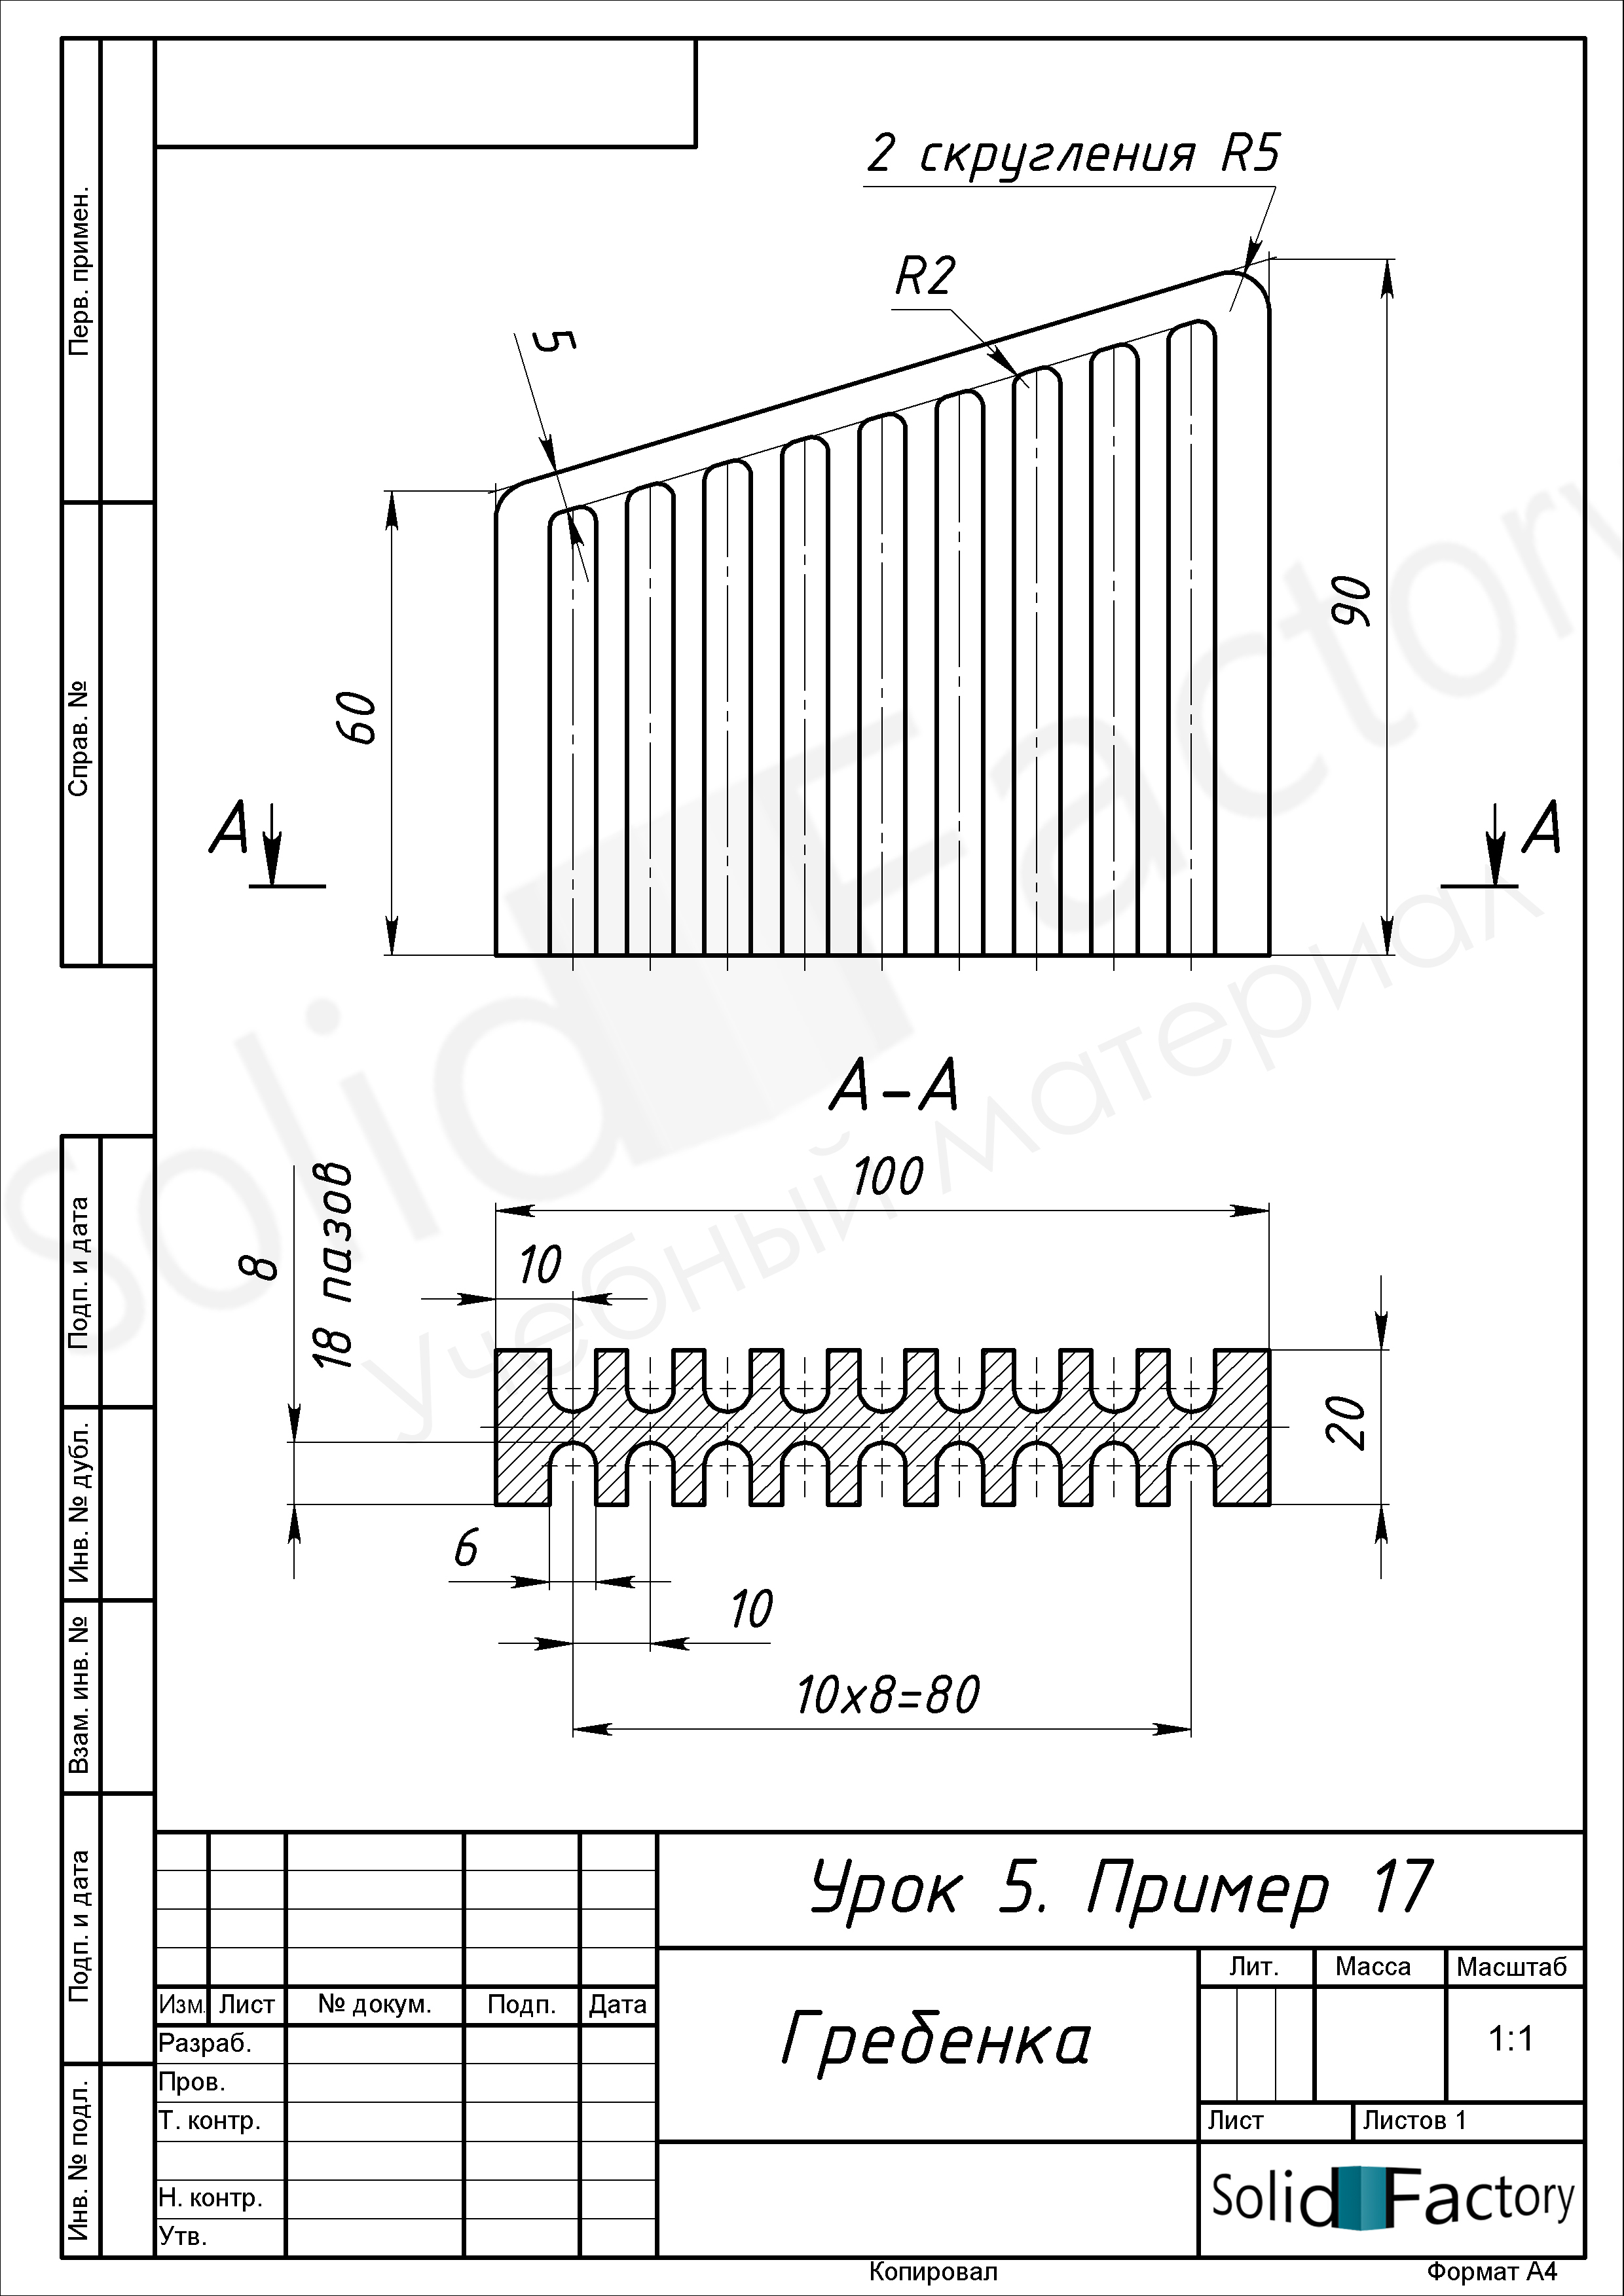 2 скругления R5
R2
5
60
90
А
А
А-А
100
10
8
18 пазов
20
6
10
10x8=80
Перв. примен.
Справ. №
Подп. и дата
Инв. № дубл.
Взам. инв. №
Подп. и дата
Инв. № подл.
Solid Factory
Учебный материал
Урок 5. Пример 17
Гребенка
Лит. Масса Масштаб
1:1
Лист Листов 1
Изм. Лист № докум. Подп. Дата
Разраб.
Пров.
Т. контр.
Н. контр.
Утв.
Solid Factory
Копировал Формат А4